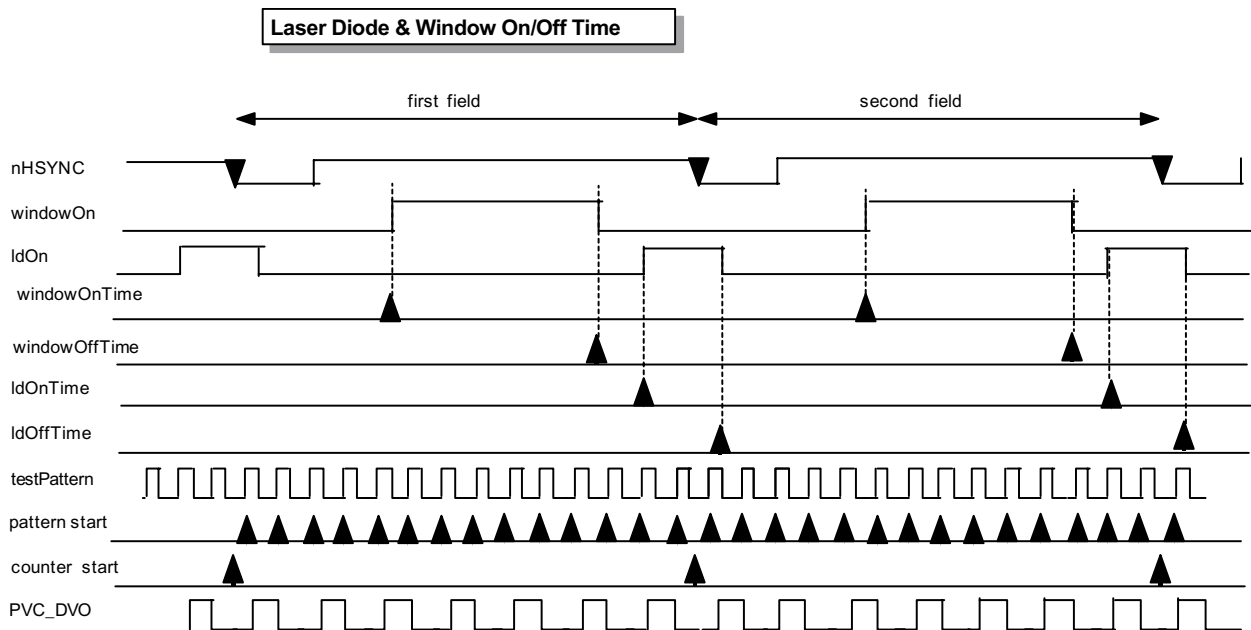 Laser Diode & Window On/Off Time
first field
second field
nHSYNC
windowOn
ldOn
windowOnTime
windowOffTime
ldOnTime
ldOffTime
testPattern
pattern start
counter start
PVC_DVO